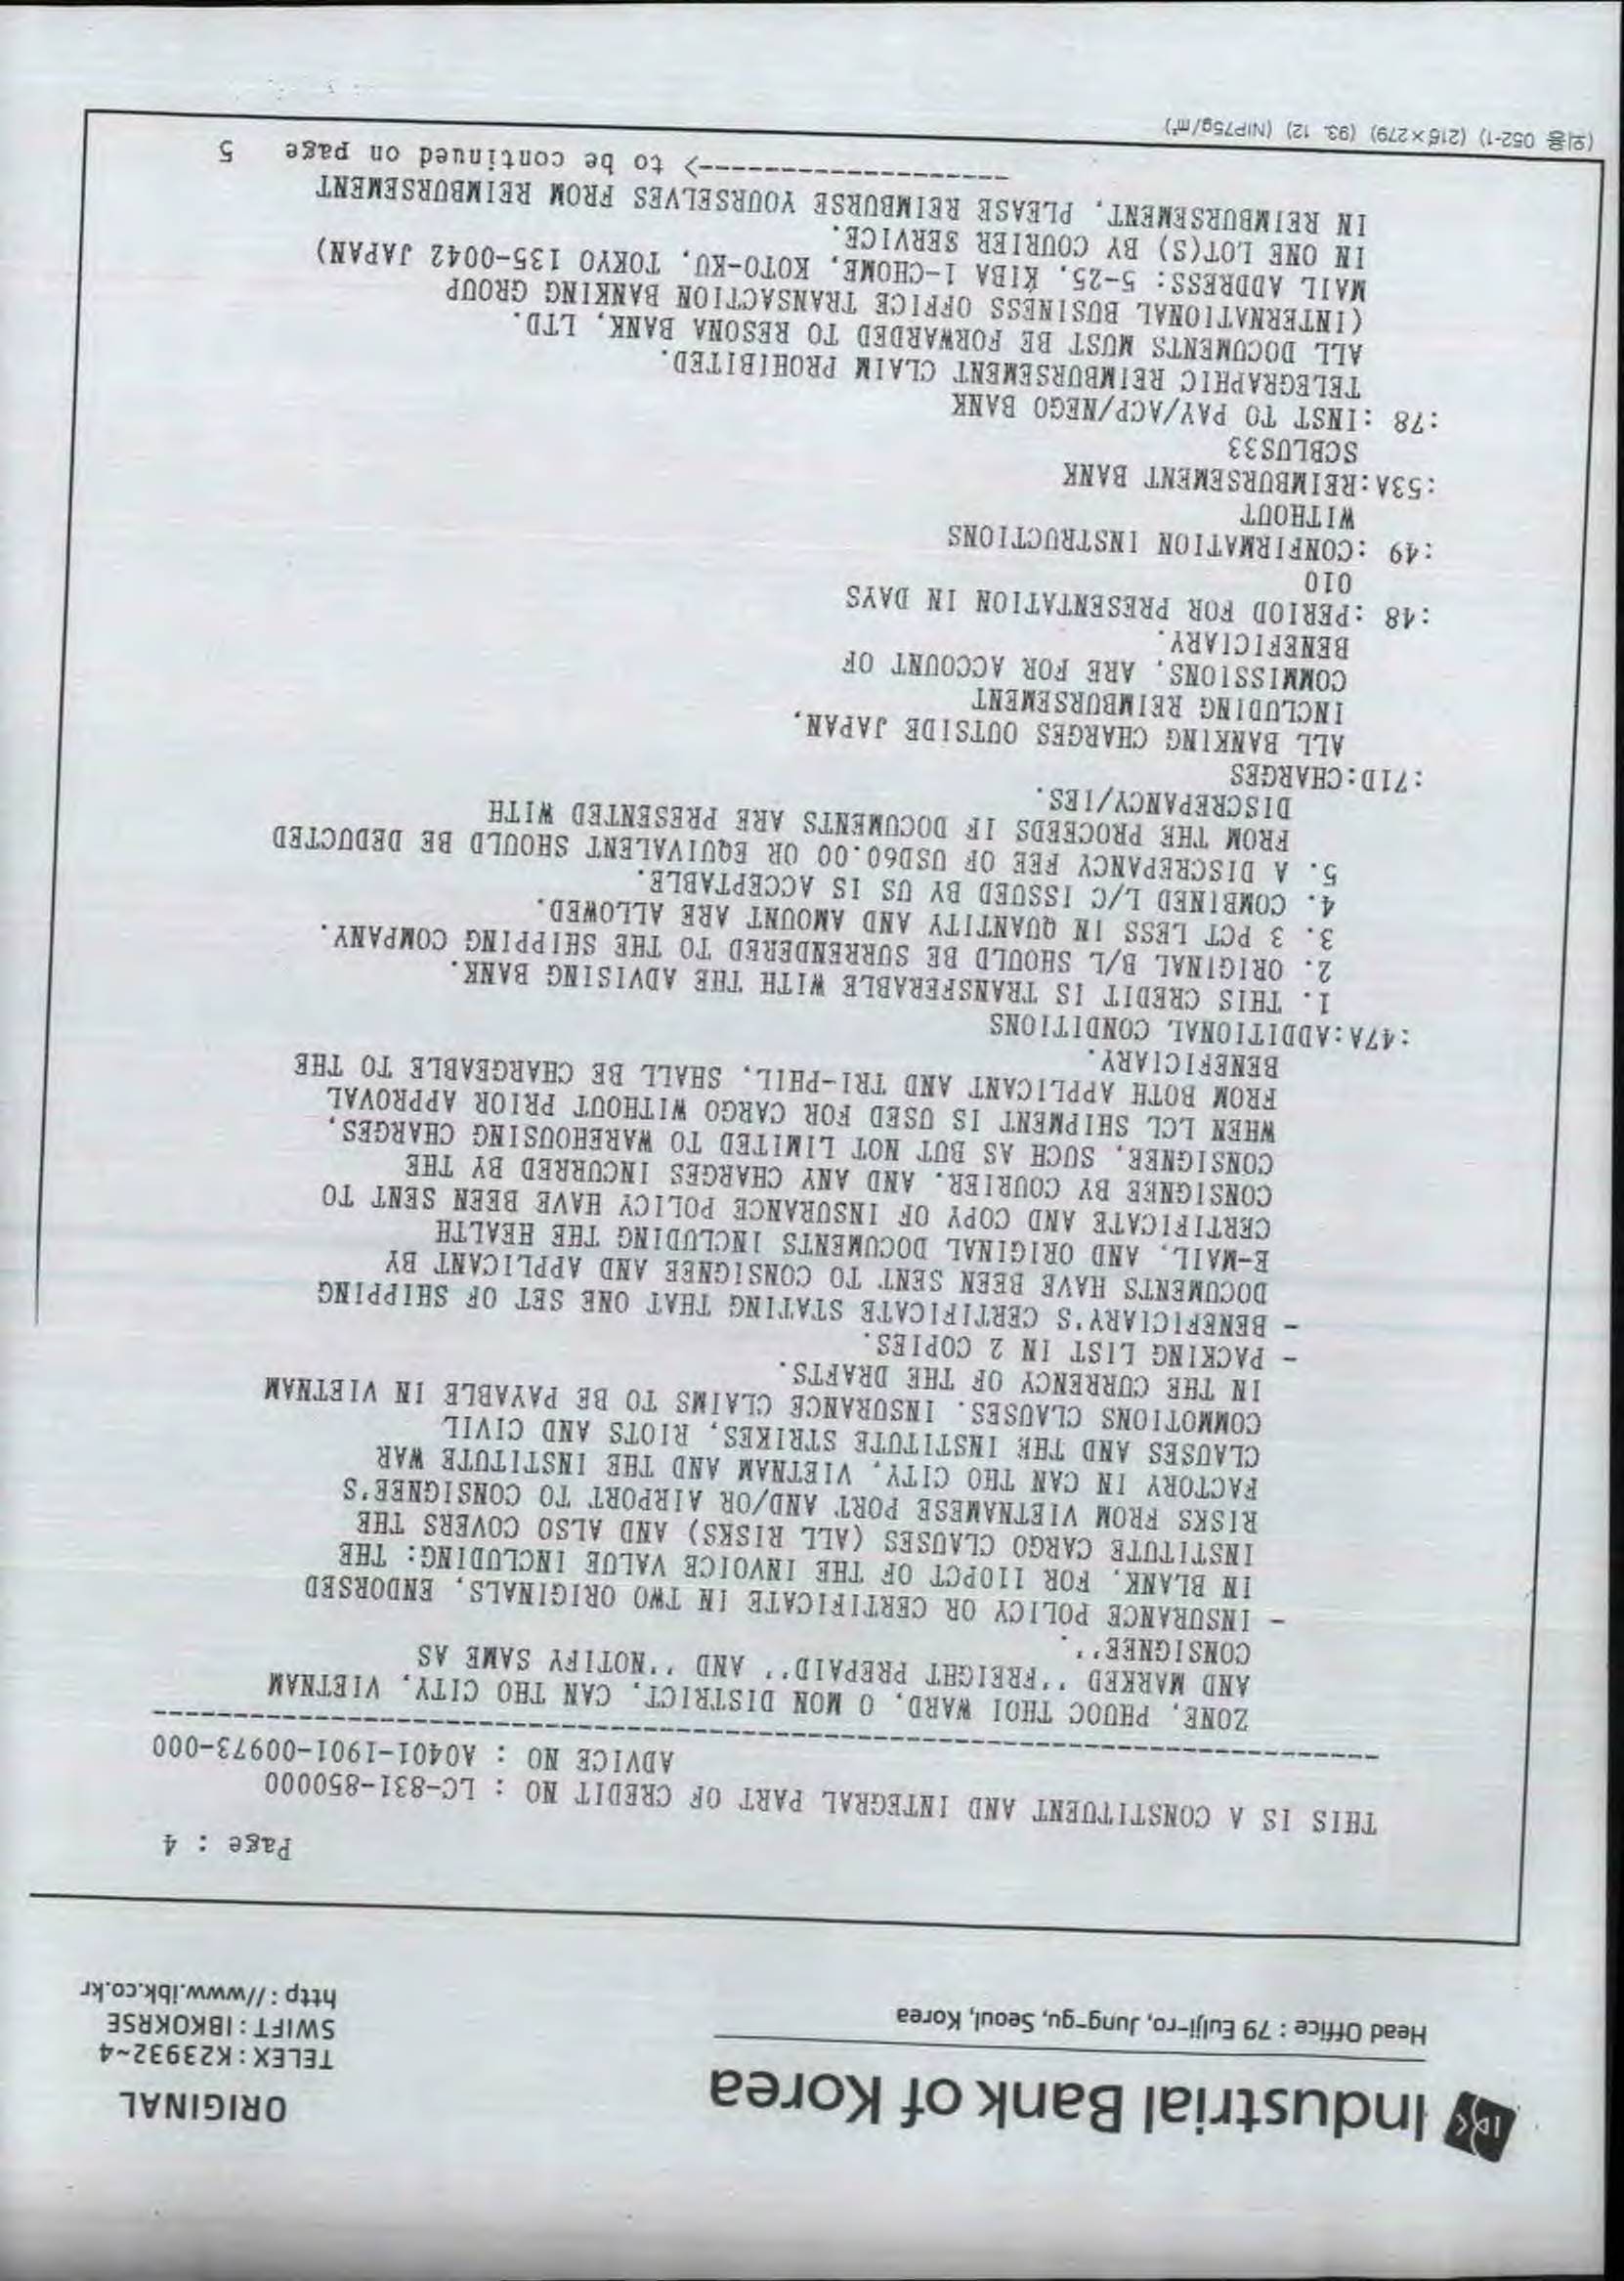 Industrial Bank of Korea
ORIGINAL
Head Office : 79 Eulji-ro, Jung-gu, Seoul, Korea
TELEX : K23932~4
SWIFT : IBKOKRSE
http : //www.ibk.co.kr
Page : 4
THIS IS A CONSTITUENT AND INTEGRAL PART OF CREDIT NO : LC-831-850000
ADVICE NO : A0401-1901-00973-000
--------------------------------------------------------------------
ZONE, PHUOC THOI WARD, O MON DISTRICT, CAN THO CITY, VIETNAM
AND MARKED ''FREIGHT PREPAID'' AND ''NOTIFY SAME AS
CONSIGNEE''.
- INSURANCE POLICY OR CERTIFICATE IN TWO ORIGINALS, ENDORSED
IN BLANK, FOR 110PCT OF THE INVOICE VALUE INCLUDING: THE
INSTITUTE CARGO CLAUSES (ALL RISKS) AND ALSO COVERS THE
RISKS FROM VIETNAMESE PORT AND/OR AIRPORT TO CONSIGNEE'S
FACTORY IN CAN THO CITY, VIETNAM AND THE INSTITUTE WAR
CLAUSES AND THE INSTITUTE STRIKES, RIOTS AND CIVIL
COMMOTIONS CLAUSES. INSURANCE CLAIMS TO BE PAYABLE IN VIETNAM
IN THE CURRENCY OF THE DRAFTS.
- PACKING LIST IN 2 COPIES.
- BENEFICIARY'S CERTIFICATE STATING THAT ONE SET OF SHIPPING
DOCUMENTS HAVE BEEN SENT TO CONSIGNEE AND APPLICANT BY
E-MAIL, AND ORIGINAL DOCUMENTS INCLUDING THE HEALTH
CERTIFICATE AND COPY OF INSURANCE POLICY HAVE BEEN SENT TO
CONSIGNEE BY COURIER, AND ANY CHARGES INCURRED BY THE
CONSIGNEE, SUCH AS BUT NOT LIMITED TO WAREHOUSING CHARGES,
WHEN LCL SHIPMENT IS USED FOR CARGO WITHOUT PRIOR APPROVAL
FROM BOTH APPLICANT AND TRI-PHIL, SHALL BE CHARGEABLE TO THE
BENEFICIARY.
:47A:ADDITIONAL CONDITIONS
1. THIS CREDIT IS TRANSFERABLE WITH THE ADVISING BANK.
2. ORIGINAL B/L SHOULD BE SURRENDERED TO THE SHIPPING COMPANY.
3. 3 PCT LESS IN QUANTITY AND AMOUNT ARE ALLOWED.
4. COMBINED L/C ISSUED BY US IS ACCEPTABLE.
5. A DISCREPANCY FEE OF USD60.00 OR EQUIVALENT SHOULD BE DEDUCTED
FROM THE PROCEEDS IF DOCUMENTS ARE PRESENTED WITH
DISCREPANCY/IES.
:71D:CHARGES
ALL BANKING CHARGES OUTSIDE JAPAN,
INCLUDING REIMBURSEMENT
COMMISSIONS, ARE FOR ACCOUNT OF
BENEFICIARY.
:48 :PERIOD FOR PRESENTATION IN DAYS
010
:49 :CONFIRMATION INSTRUCTIONS
WITHOUT
:53A:REIMBURSEMENT BANK
SCBLUS33
:78 :INST TO PAY/ACP/NEGO BANK
TELEGRAPHIC REIMBURSEMENT CLAIM PROHIBITED.
ALL DOCUMENTS MUST BE FORWARDED TO RESONA BANK, LTD.
(INTERNATIONAL BUSINESS OFFICE TRANSACTION BANKING GROUP
MAIL ADDRESS: 5-25, KIBA 1-CHOME, KOTO-KU, TOKYO 135-0042 JAPAN)
IN ONE LOT(S) BY COURIER SERVICE.
IN REIMBURSEMENT, PLEASE REIMBURSE YOURSELVES FROM REIMBURSEMENT
-------------------> to be continued on page 5
(외용 052-1) (216×279) (93. 12) (NIP75g/m²)